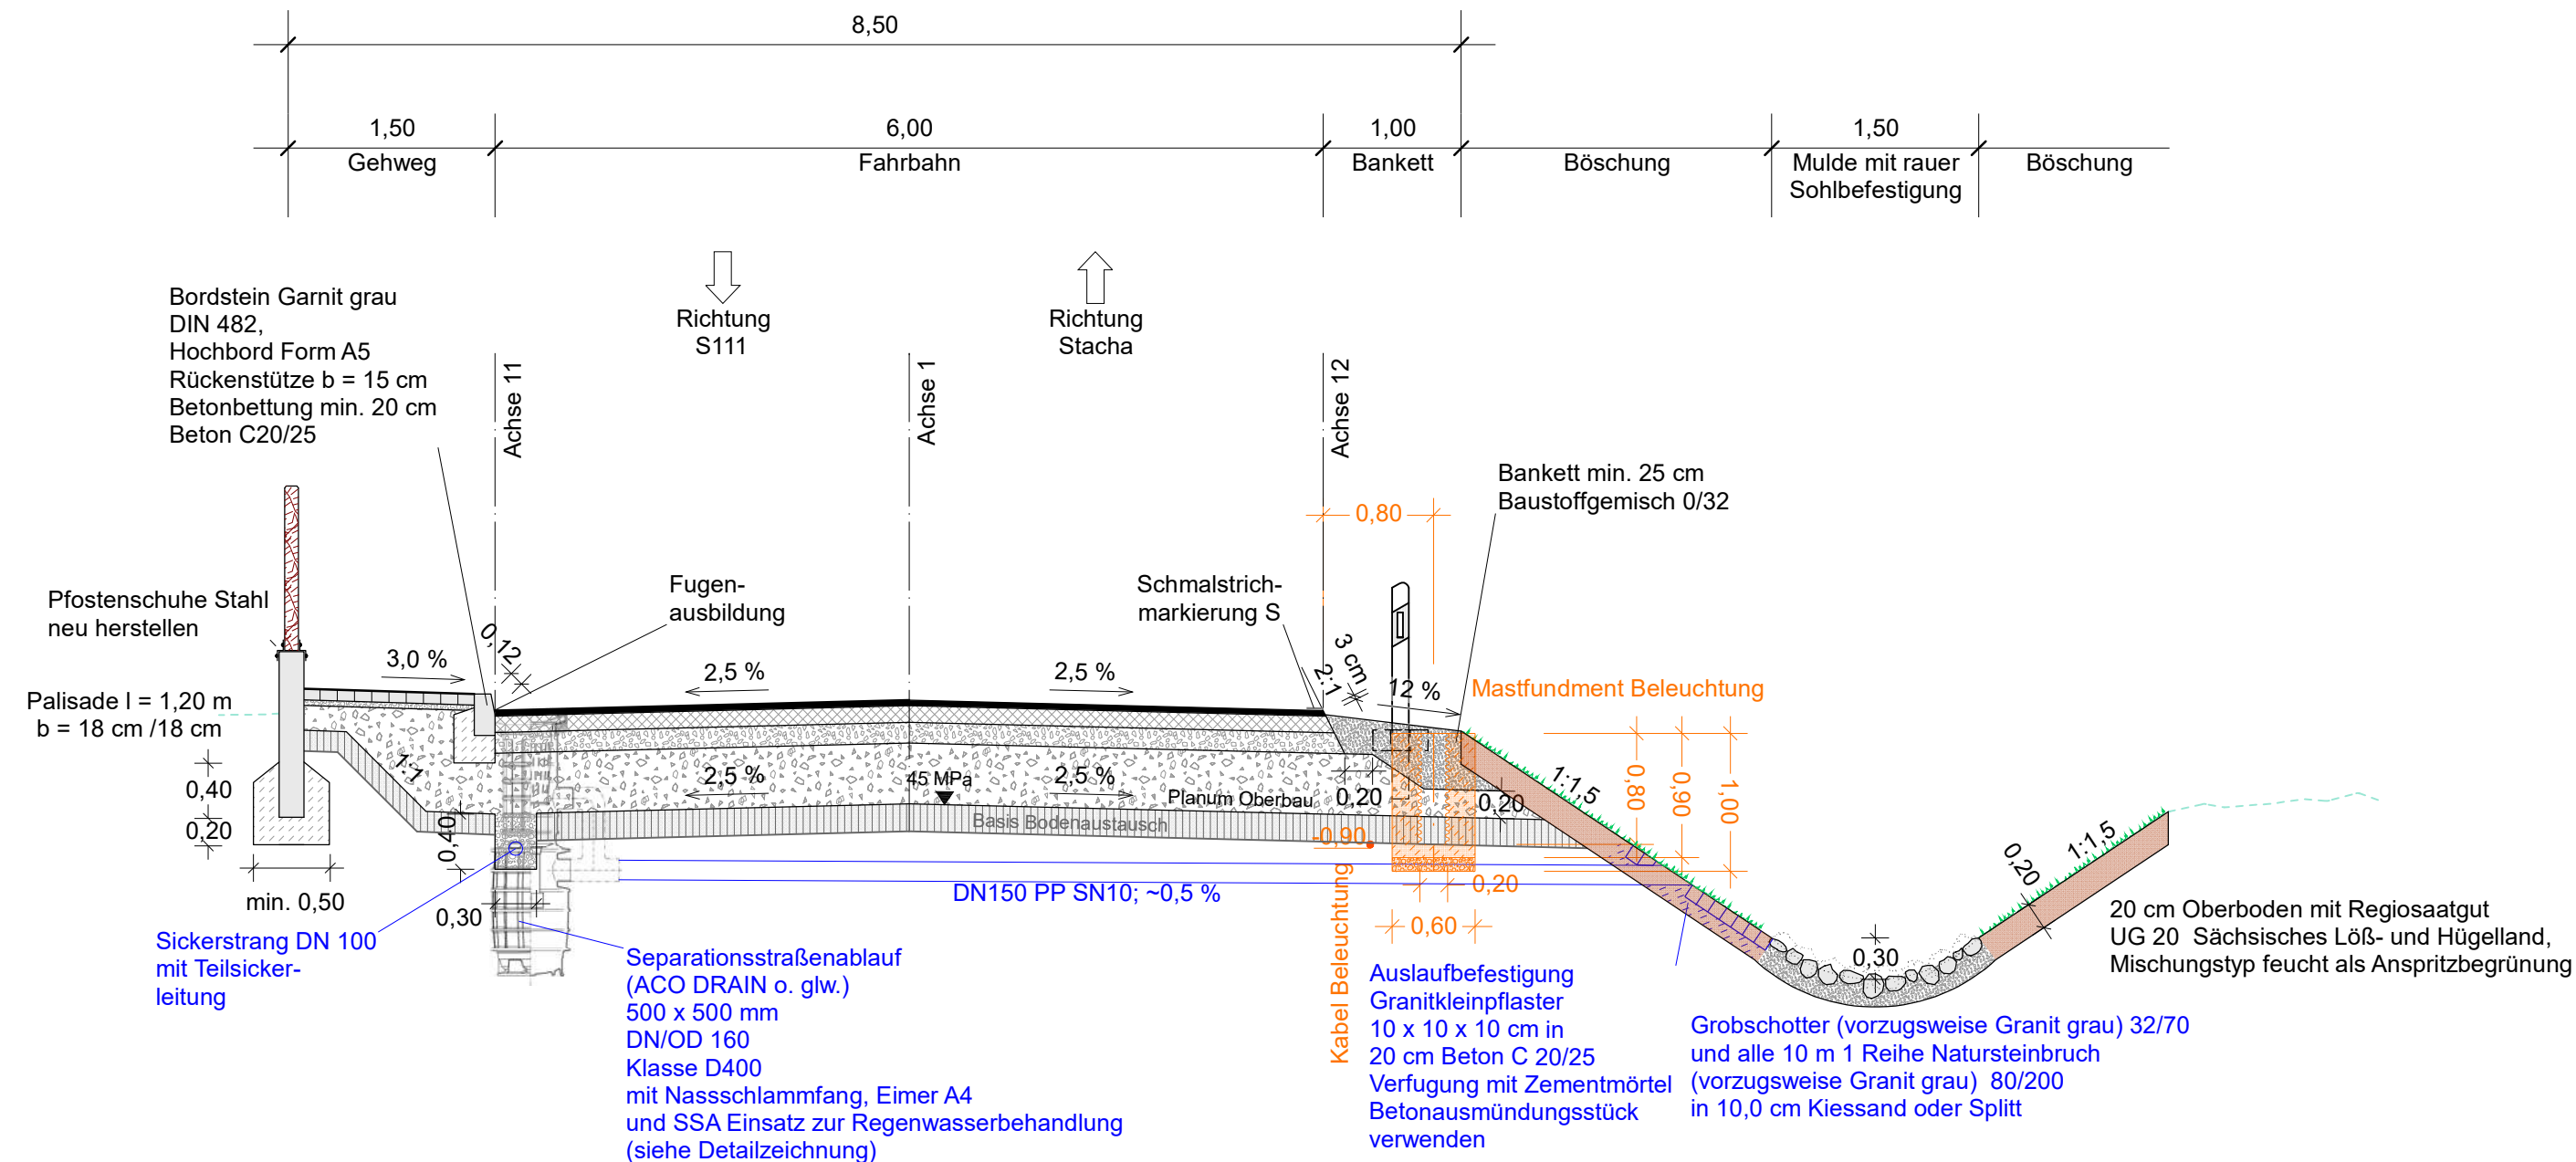 8,50
1,50
6,00
1,00
1,50
Gehweg
Fahrbahn
Bankett
Böschung
Mulde mit rauer
Sohlbefestigung
Böschung
Richtung
S111
Richtung
Stacha
Bordstein Garnit grau
DIN 482,
Hochbord Form A5
Rückenstütze b = 15 cm
Betonbettung min. 20 cm
Beton C20/25
Achse 11
Achse 1
Achse 12
Bankett min. 25 cm
Baustoffgemisch 0/32
0,80
Pfostenschuhe Stahl
neu herstellen
Fugen-
ausbildung
Schmalstrich-
markierung S
0,12
3,0 %
2,5 %
2,5 %
3 cm
2:1
12 %
Mastfundment Beleuchtung
Palisade l = 1,20 m
b = 18 cm /18 cm
1:1
2,5 %
45 MPa
2,5 %
Planum Oberbau
Basis Bodenaustausch
0,20
0,20
1:1,5
0,80
0,90
1,00
0,40
0,20
0,40
-0,90
min. 0,50
0,30
DN150 PP SN10; ~0,5 %
0,20
0,60
Kabel Beleuchtung
0,30
0,20
1:1,5
20 cm Oberboden mit Regiosaatgut
UG 20 Sächsisches Löß- und Hügelland,
Mischungstyp feucht als Anspritzbegrünung
Sickerstrang DN 100
mit Teilsicker-
leitung
Separationsstraßenablauf
(ACO DRAIN o. glw.)
500 x 500 mm
DN/OD 160
Klasse D400
mit Nassschlammfang, Eimer A4
und SSA Einsatz zur Regenwasserbehandlung
(siehe Detailzeichnung)
Auslaufbefestigung
Granitkleinpflaster
10 x 10 x 10 cm in
20 cm Beton C 20/25
Verfugung mit Zementmörtel
Betonausmündungsstück
verwenden
Grobschotter (vorzugsweise Granit grau) 32/70
und alle 10 m 1 Reihe Natursteinbruch
(vorzugsweise Granit grau) 80/200
in 10,0 cm Kiessand oder Splitt